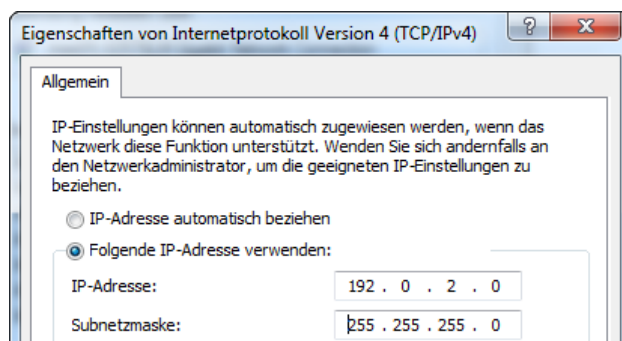 Eigenschaften von Internetprotokoll Version 4 (TCP/IPv4)
?
Allgemein
IP-Einstellungen können automatisch zugewiesen werden, wenn das
Netzwerk diese Funktion unterstützt. Wenden Sie sich andernfalls an
den Netzwerkadministrator, um die geeigneten IP-Einstellungen zu
beziehen.
IP-Adresse automatisch beziehen
Folgende IP-Adresse verwenden:
IP-Adresse: 192 . 0 . 2 . 0
Subnetzmaske: 255 . 255 . 255 . 0